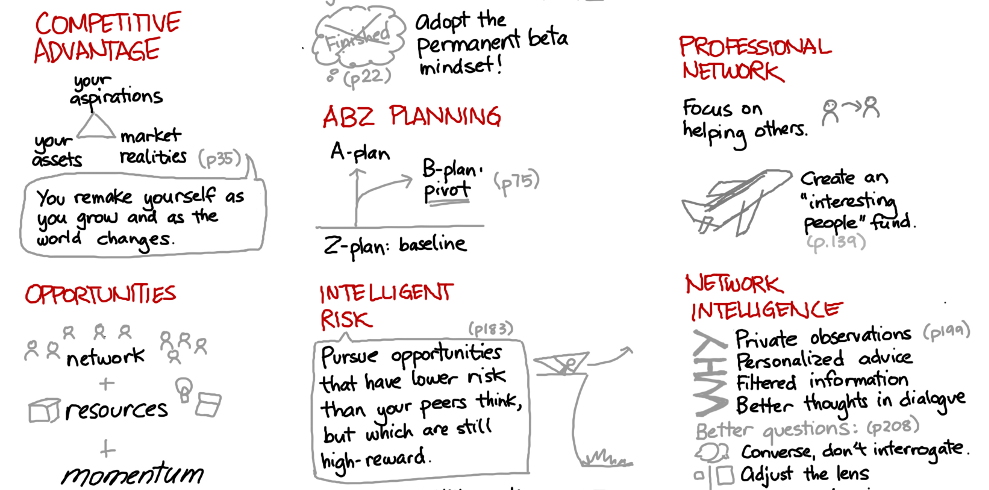 COMPETITIVE
ADVANTAGE
your
aspirations
your
assets
market
realities (p35)
You remake yourself as
you grow and as the
world changes.
OPPORTUNITIES
network
+
resources
+
momentum
Finished
(p22)
Adopt the
permanent beta
mindset!
ABZ PLANNING
A-plan
B-plan:
pivot
(p75)
Z-plan: baseline
INTELLIGENT
RISK
(p183)
Pursue opportunities
that have lower risk
than your peers think,
but which are still
high-reward.
PROFESSIONAL
NETWORK
Focus on
helping others.
Create an
"interesting
people" fund.
(p.139)
NETWORK
INTELLIGENCE
WHY
Private observations (p199)
Personalized advice
Filtered information
Better thoughts in dialogue
Better questions: (p208)
Converse, don't interrogate.
Adjust the lens